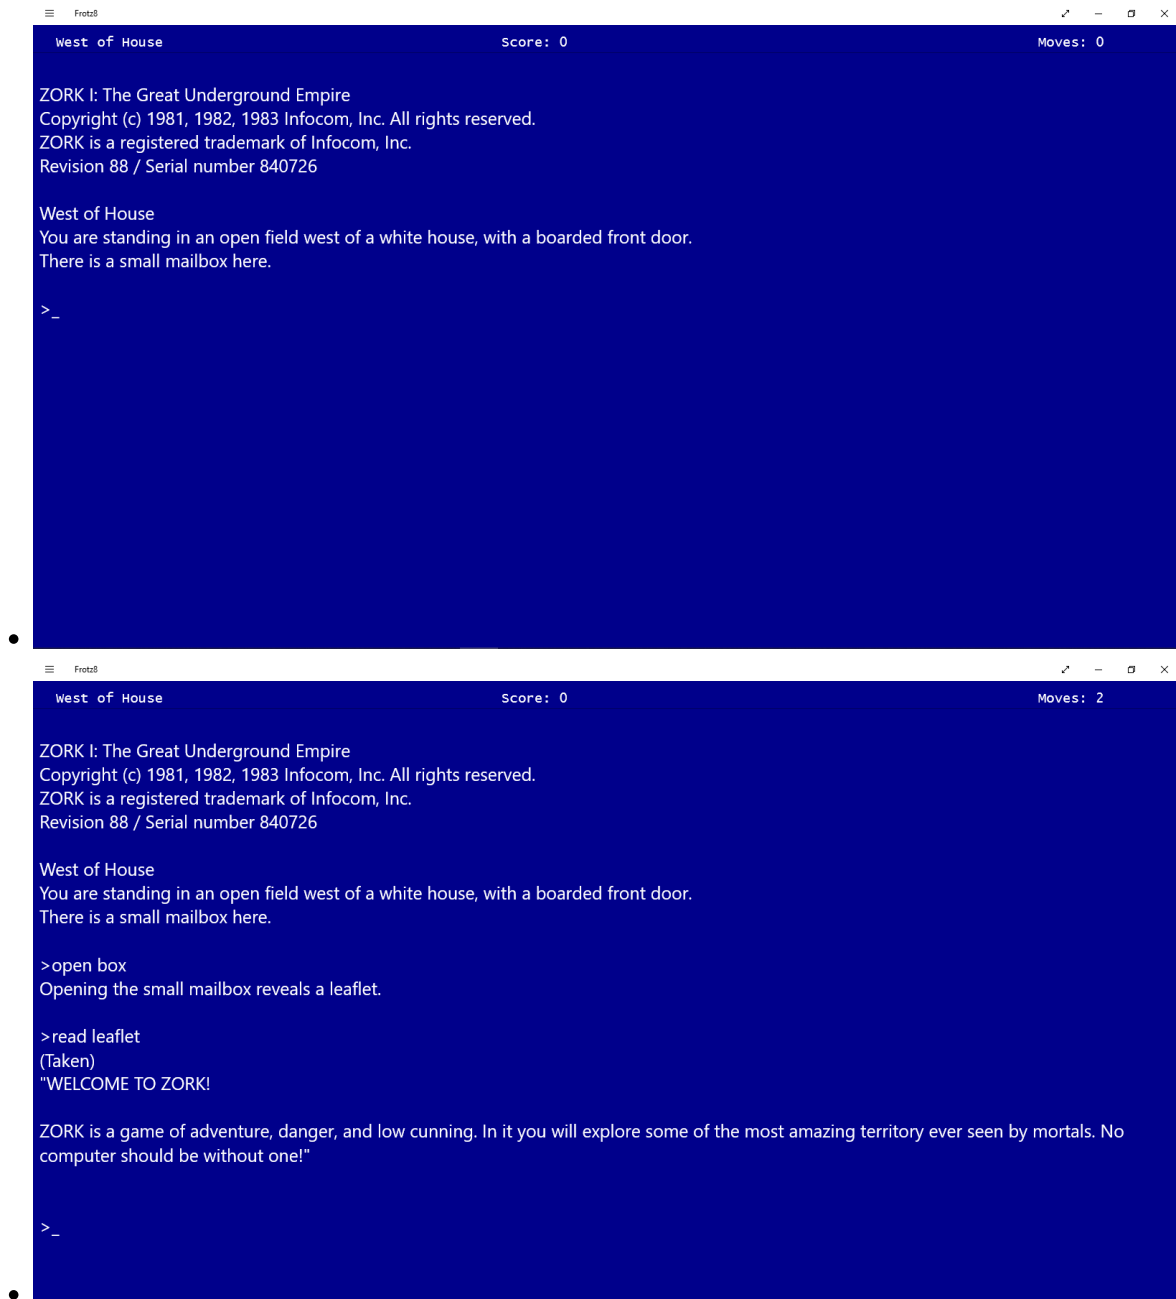 Frotz8
West of House Score: 0 Moves: 0
ZORK I: The Great Underground Empire
Copyright (c) 1981, 1982, 1983 Infocom, Inc. All rights reserved.
ZORK is a registered trademark of Infocom, Inc.
Revision 88 / Serial number 840726
West of House
You are standing in an open field west of a white house, with a boarded front door.
There is a small mailbox here.
>_
Frotz8
West of House Score: 0 Moves: 2
ZORK I: The Great Underground Empire
Copyright (c) 1981, 1982, 1983 Infocom, Inc. All rights reserved.
ZORK is a registered trademark of Infocom, Inc.
Revision 88 / Serial number 840726
West of House
You are standing in an open field west of a white house, with a boarded front door.
There is a small mailbox here.
>open box
Opening the small mailbox reveals a leaflet.
>read leaflet
(Taken)
"WELCOME TO ZORK!
ZORK is a game of adventure, danger, and low cunning. In it you will explore some of the most amazing territory ever seen by mortals. No
computer should be without one!"
>_